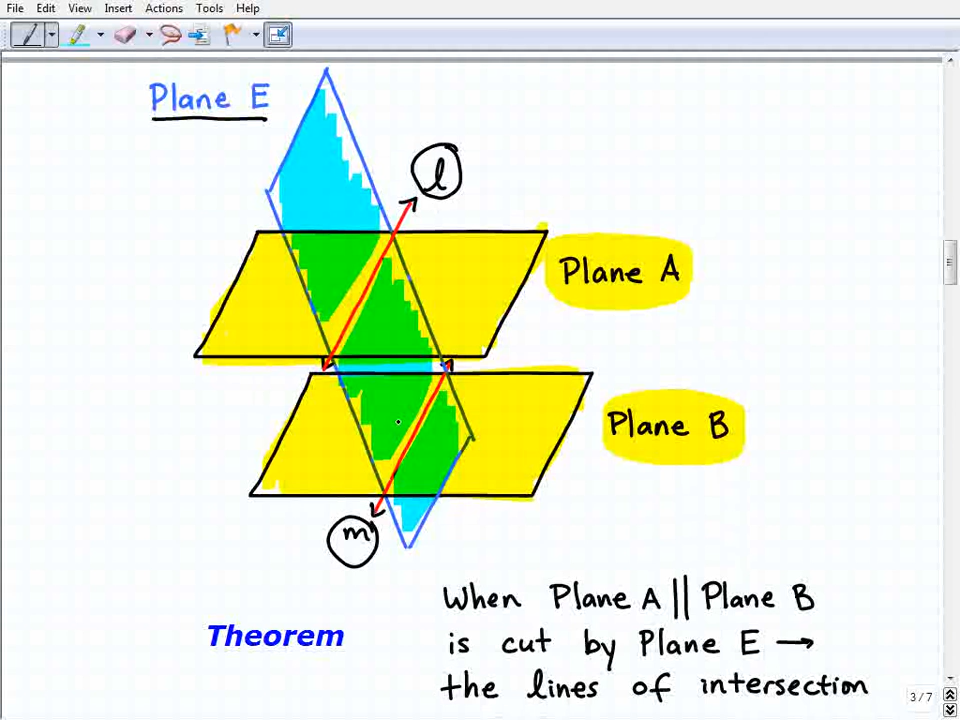 File Edit View Insert Actions Tools Help
Plane E
l
Plane A
Plane B
m
When Plane A || Plane B
is cut by Plane E →
the lines of intersection
Theorem
3/7